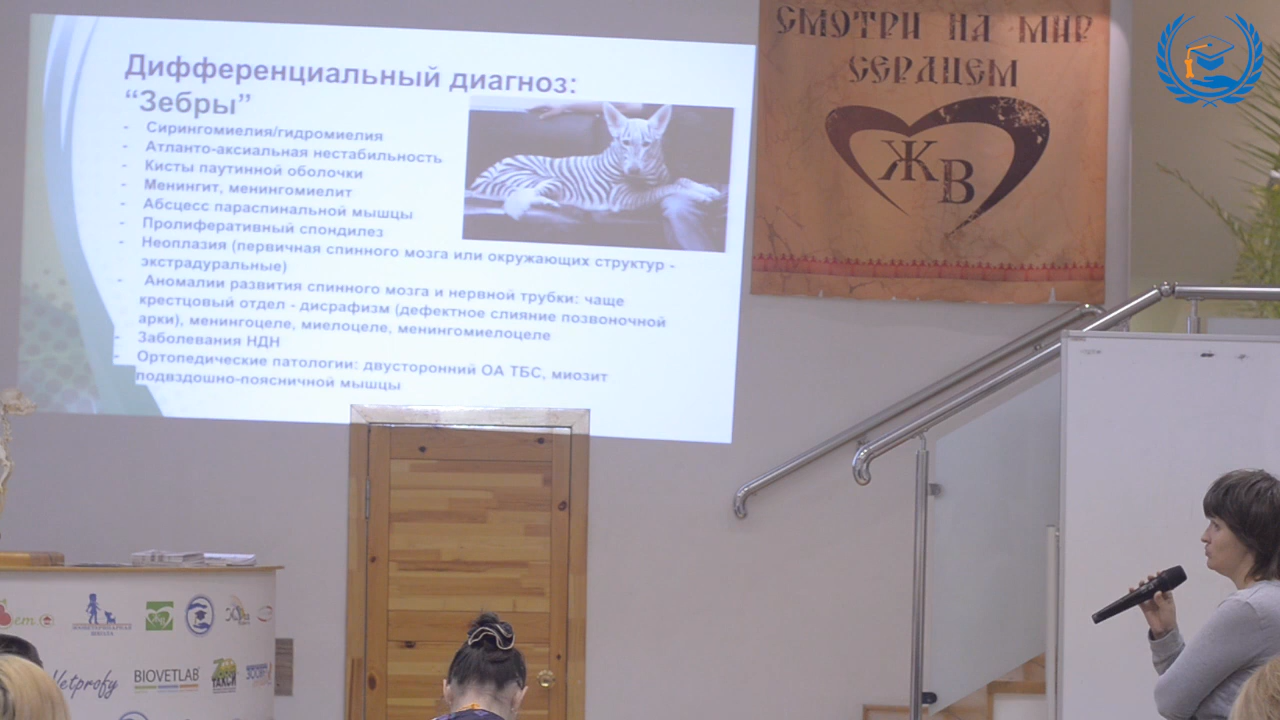 Дифференциальный диагноз:
“Зебры”
- Сирингомиелия/гидромиелия
- Атланто-аксиальная нестабильность
- Кисты паутинной оболочки
- Менингит, менингомиелит
- Абсцесс параспинальной мышцы
- Пролиферативный спондилез
- Неоплазия (первичная спинного мозга или окружающих структур -
экстрадуральные)
- Аномалии развития спинного мозга и нервной трубки: чаще
крестцовый отдел - дисрафизм (дефектное слияние позвоночной
арки), менингоцеле, миелоцеле, менингомиелоцеле
- Заболевания НДН
- Ортопедические патологии: двусторонний ОА ТБС, миозит
подвздошно-поясничной мышцы
СМОТРИ НА МИР
СЕРДЦЕМ
ЖВ
Vetprofy
BIOVETLAB
ТАКСИ